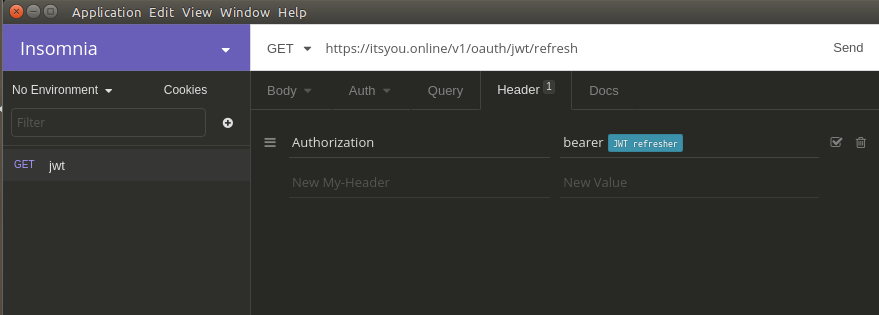 Application Edit View Window Help
Insomnia
GET https://itsyou.online/v1/oauth/jwt/refresh Send
No Environment Cookies
Body Auth Query Header 1 Docs
Filter
Authorization bearer JWT refresher
GET jwt
New My-Header New Value